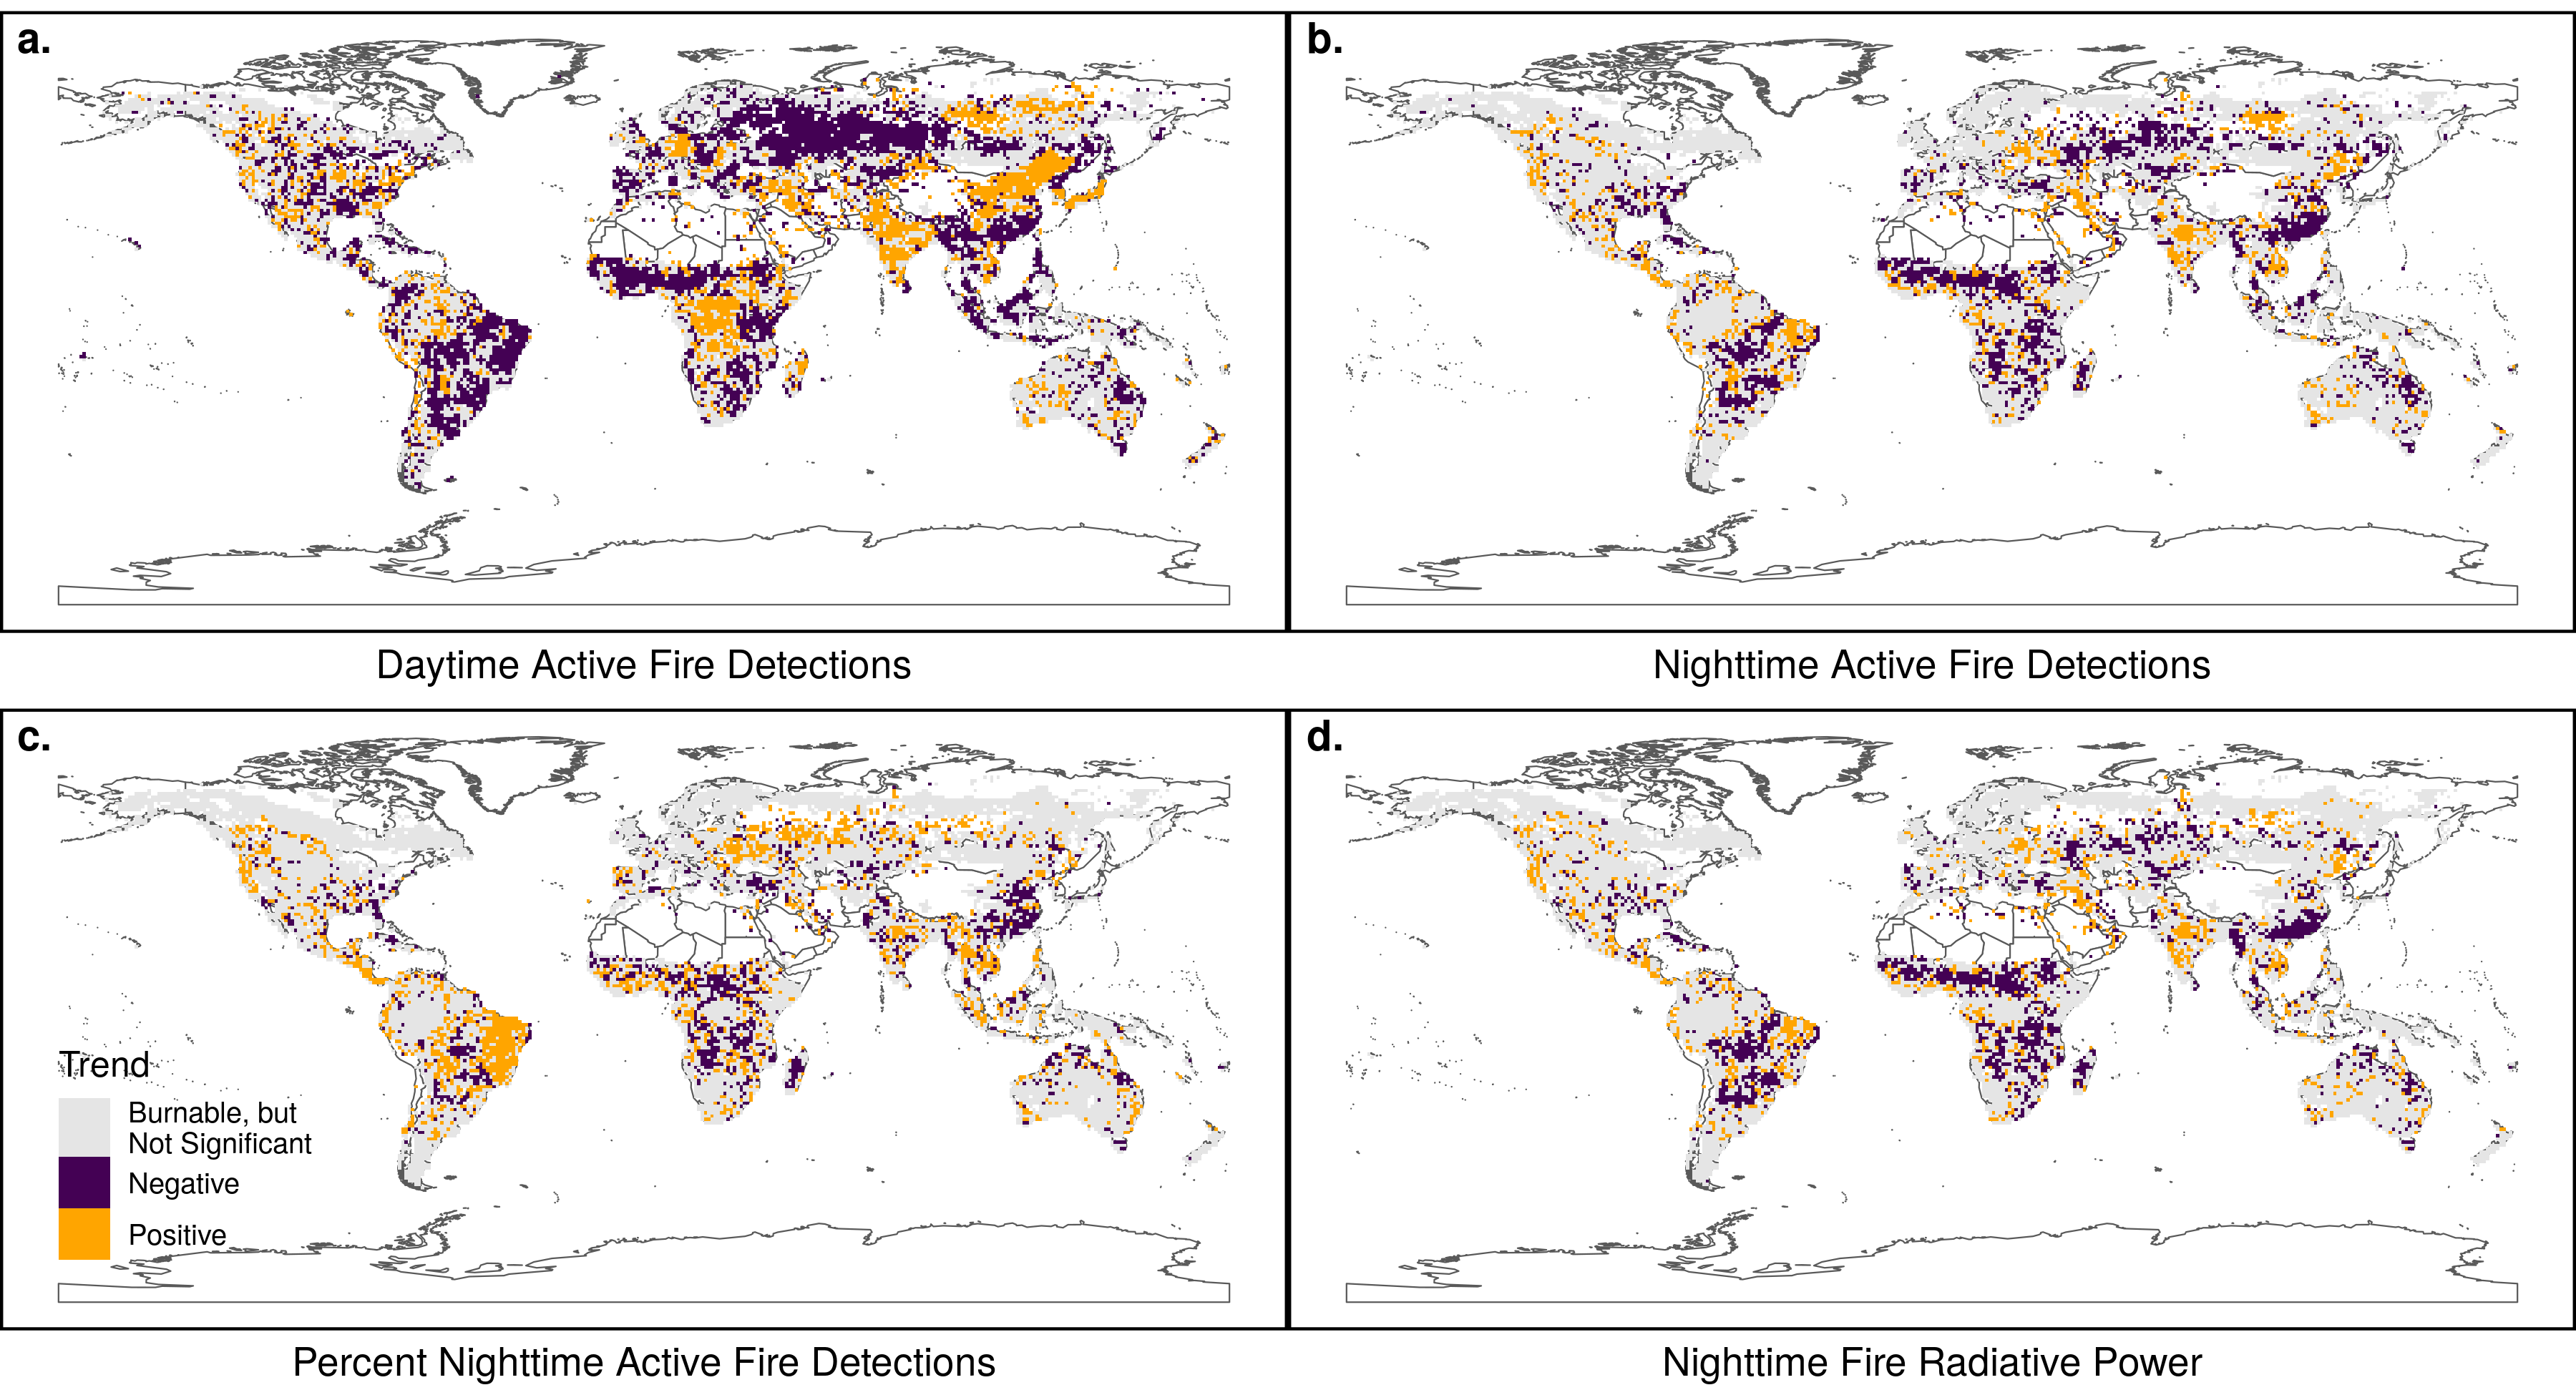 a.
b.
Daytime Active Fire Detections
Nighttime Active Fire Detections
c.
d.
Trend
Burnable, but
Not Significant
Negative
Positive
Percent Nighttime Active Fire Detections
Nighttime Fire Radiative Power